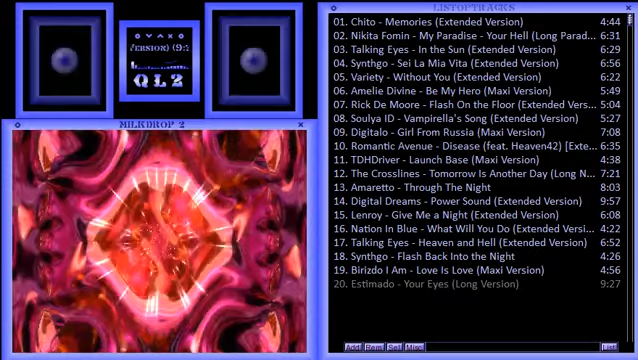 LISTOFTRACKS
VERSION) (9:
QL2
MILKDROP 2
01. Chito - Memories (Extended Version) 4:44
02. Nikita Fomin - My Paradise - Your Hell (Long Parad... 6:31
03. Talking Eyes - In the Sun (Extended Version) 6:29
04. Synthgo - Sei La Mia Vita (Extended Version) 6:56
05. Variety - Without You (Extended Version) 6:22
06. Amelie Divine - Be My Hero (Maxi Version) 5:49
07. Rick De Moore - Flash On the Floor (Extended Vers... 5:04
08. Soulya ID - Vampirella's Song (Extended Version) 5:27
09. Digitalo - Girl From Russia (Maxi Version) 7:08
10. Romantic Avenue - Disease (feat. Heaven42) [Exte... 6:35
11. TDHDriver - Launch Base (Maxi Version) 4:38
12. The Crosslines - Tomorrow Is Another Day (Long N... 7:21
13. Amaretto - Through The Night 8:03
14. Digital Dreams - Power Sound (Extended Version) 9:57
15. Lenroy - Give Me a Night (Extended Version) 6:08
16. Nation In Blue - What Will You Do (Extended Versi... 4:22
17. Talking Eyes - Heaven and Hell (Extended Version) 6:52
18. Synthgo - Flash Back Into the Night 4:26
19. Birizdo I Am - Love Is Love (Maxi Version) 4:56
20. Estimado - Your Eyes (Long Version) 9:27
Add Rem Sel Misc List